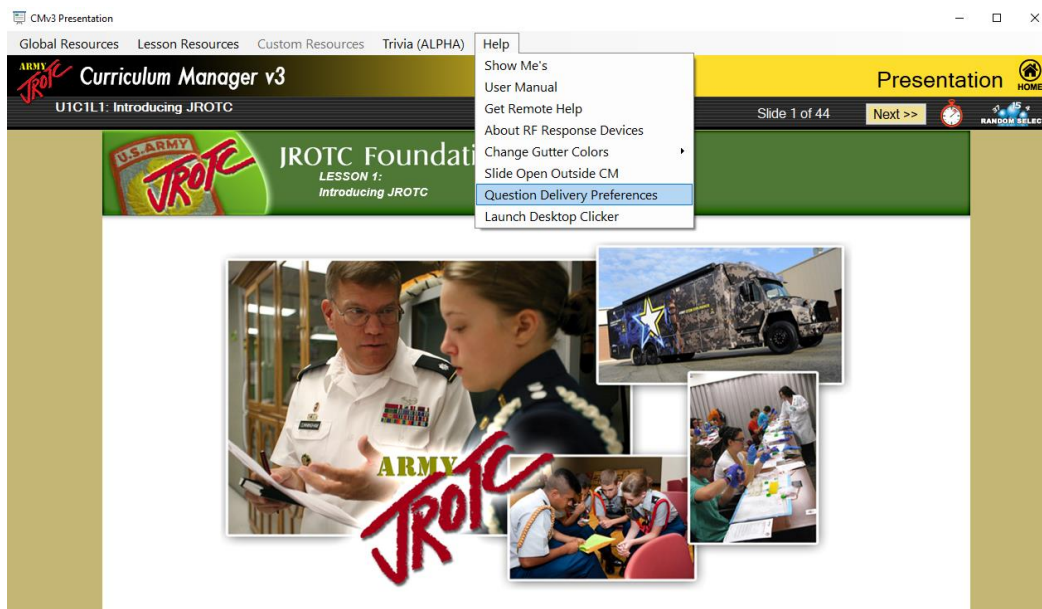 CMv3 Presentation
Global Resources Lesson Resources Custom Resources Trivia (ALPHA) Help
ARMY JROTC Curriculum Manager v3
Presentation HOME
U1C1L1: Introducing JROTC
Slide 1 of 44 Next >>
RANDOM SELEC
Show Me's
User Manual
Get Remote Help
About RF Response Devices
Change Gutter Colors
Slide Open Outside CM
Question Delivery Preferences
Launch Desktop Clicker
U.S. ARMY
JROTC
JROTC Foundati
LESSON 1:
Introducing JROTC
ARMY
JROTC